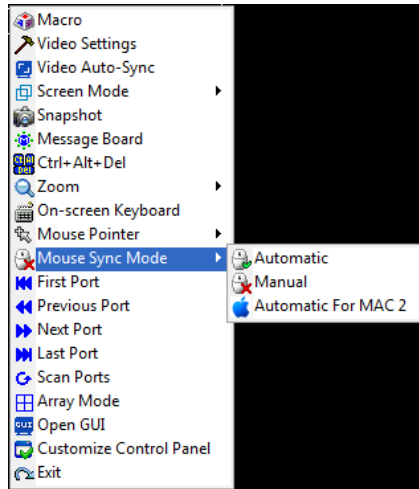 Macro
Video Settings
Video Auto-Sync
Screen Mode
Snapshot
Message Board
Ctrl+Alt+Del
Zoom
On-screen Keyboard
Mouse Pointer
Mouse Sync Mode
Automatic
Manual
Automatic For MAC 2
First Port
Previous Port
Next Port
Last Port
Scan Ports
Array Mode
GUI Open GUI
Customize Control Panel
Exit